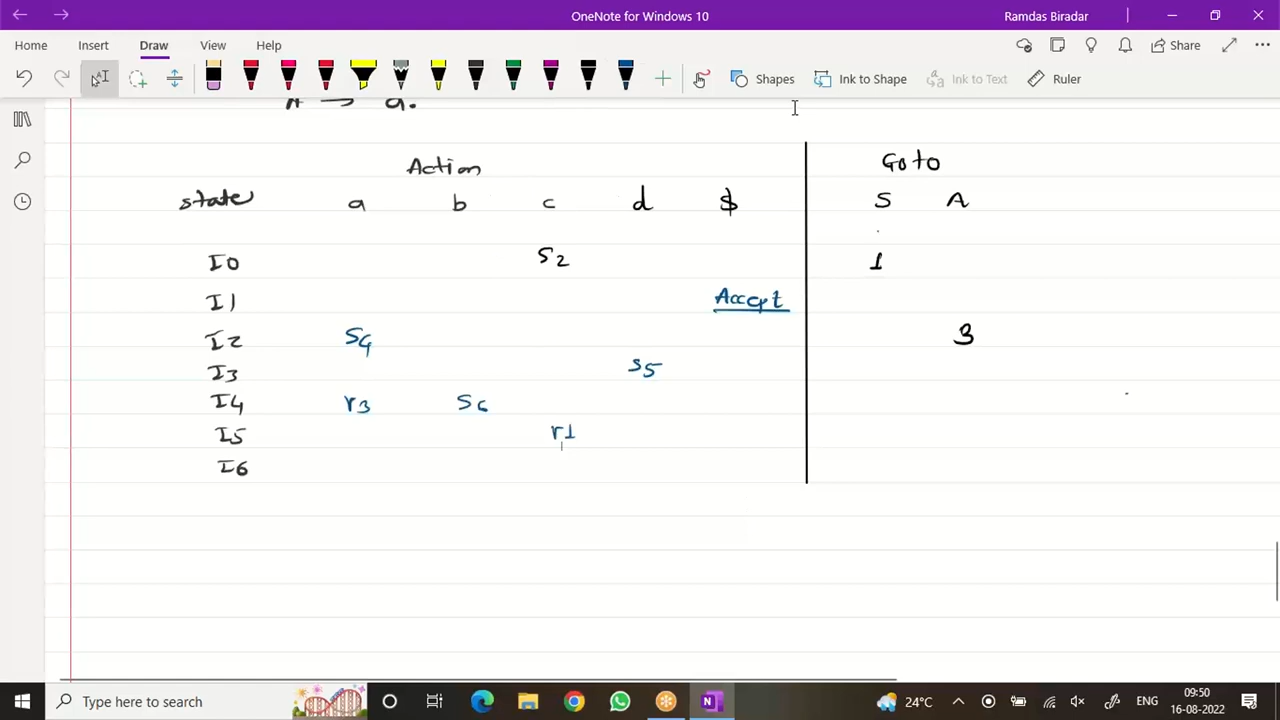 OneNote for Windows 10
Ramdas Biradar
Home Insert Draw View Help
Share
Shapes
Ink to Shape
Ink to Text
Ruler
A → a.
Action Goto
state a b c d $ S A
I0 S2 1
I1 Accept
I2 S4 3
I3 S5
I4 r3 S6
I5 r1
I6
Type here to search
24°C
ENG
09:50
16-08-2022